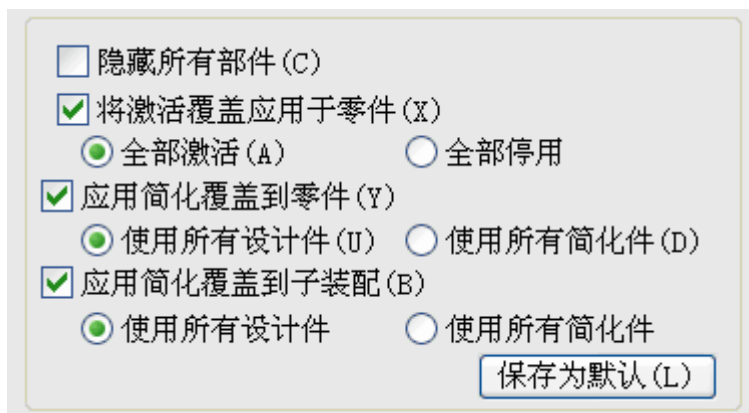 隐藏所有部件(C)
将激活覆盖应用于零件(X)
全部激活(A) 全部停用
应用简化覆盖到零件(Y)
使用所有设计件(U) 使用所有简化件(D)
应用简化覆盖到子装配(B)
使用所有设计件 使用所有简化件
保存为默认(L)